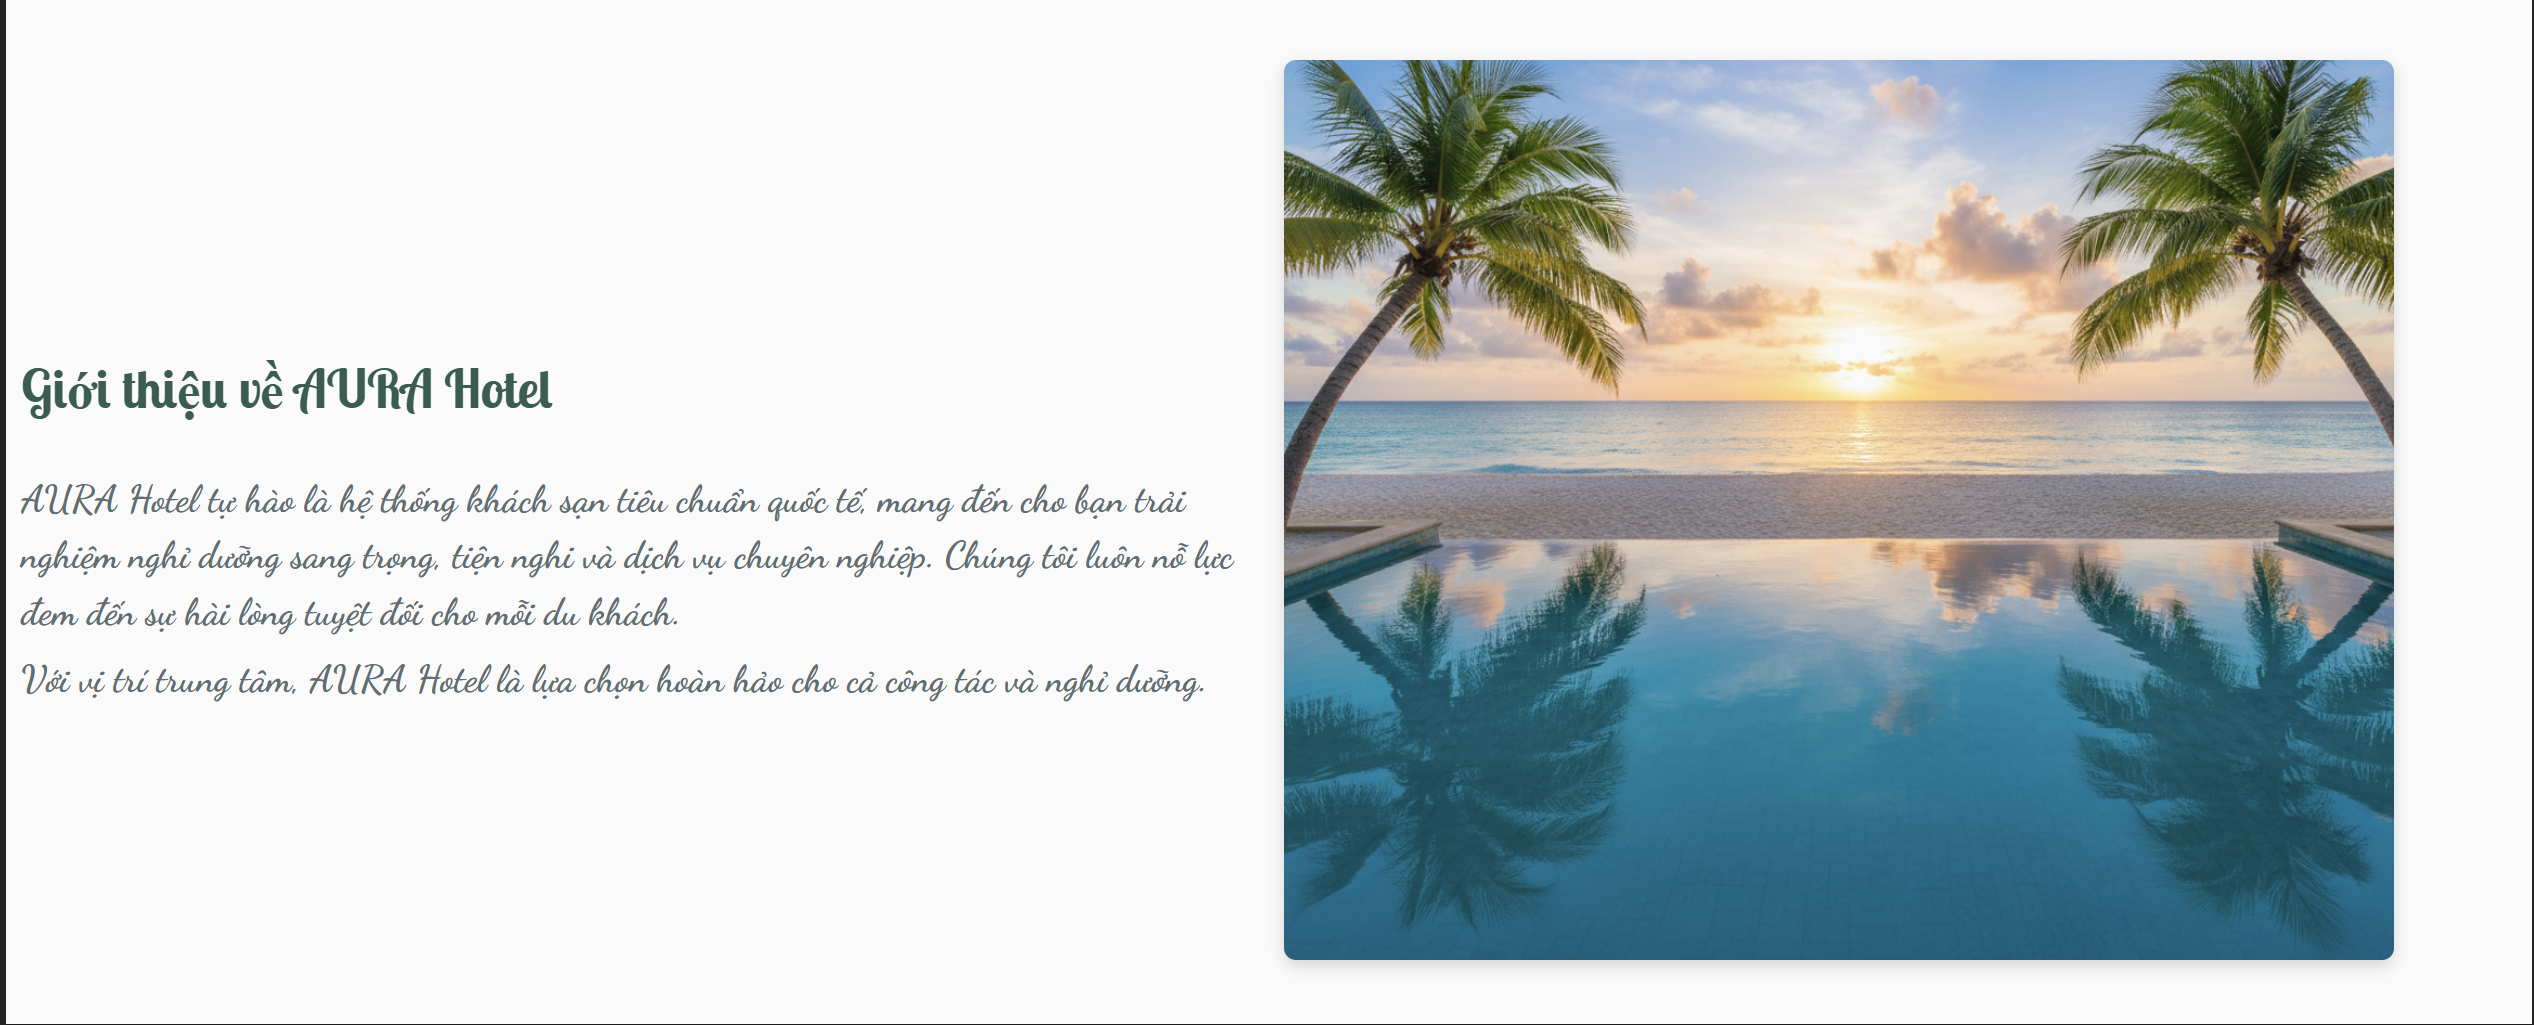 Giới thiệu về AURA Hotel
AURA Hotel tự hào là hệ thống khách sạn tiêu chuẩn quốc tế, mang đến cho bạn trải
nghiệm nghỉ dưỡng sang trọng, tiện nghi và dịch vụ chuyên nghiệp. Chúng tôi luôn nỗ lực
đem đến sự hài lòng tuyệt đối cho mỗi du khách.
Với vị trí trung tâm, AURA Hotel là lựa chọn hoàn hảo cho cả công tác và nghỉ dưỡng.